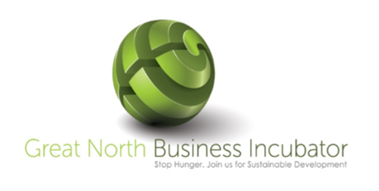 Great North Business Incubator
Stop Hunger. Join us for Sustainable Development